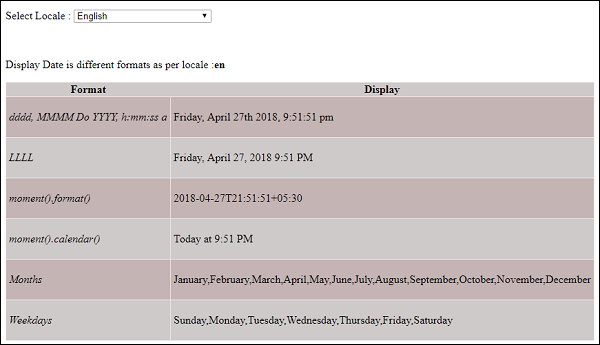 Select Locale : English
Display Date is different formats as per locale :en
Format Display
dddd, MMMM Do YYYY, h:mm:ss a Friday, April 27th 2018, 9:51:51 pm
LLLL Friday, April 27, 2018 9:51 PM
moment().format() 2018-04-27T21:51:51+05:30
moment().calendar() Today at 9:51 PM
Months January,February,March,April,May,June,July,August,September,October,November,December
Weekdays Sunday,Monday,Tuesday,Wednesday,Thursday,Friday,Saturday